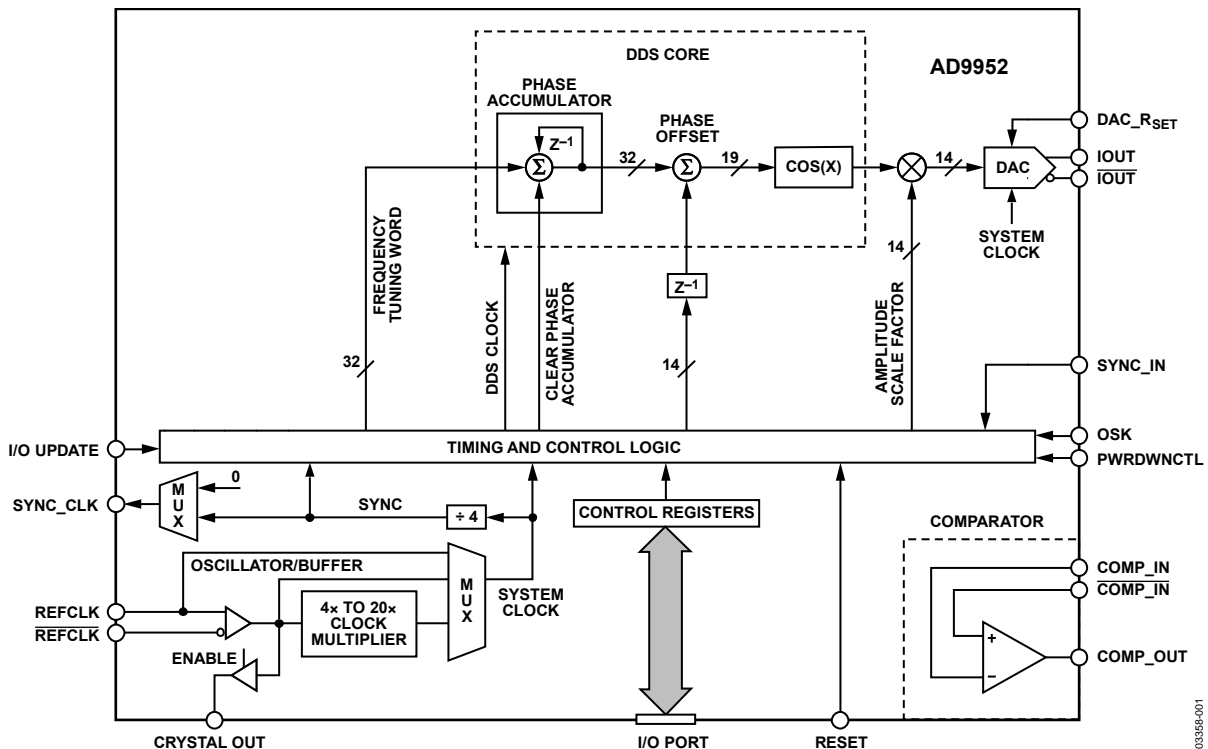 DDS CORE
AD9952
PHASE
ACCUMULATOR
PHASE
OFFSET
DAC_RSET
Z–1
IOUT
32
19
14
Σ
Σ
COS(X)
DAC
IOUT
SYSTEM
CLOCK
14
FREQUENCY
TUNING WORD
DDS CLOCK
CLEAR PHASE
ACCUMULATOR
Z–1
AMPLITUDE
SCALE FACTOR
32
14
SYNC_IN
OSK
I/O UPDATE
TIMING AND CONTROL LOGIC
PWRDWNCTL
0
MUX
SYNC_CLK
SYNC
÷ 4
CONTROL REGISTERS
COMPARATOR
OSCILLATOR/BUFFER
MUX
SYSTEM
CLOCK
COMP_IN
COMP_IN
REFCLK
REFCLK
4× TO 20×
CLOCK
MULTIPLIER
ENABLE
+
–
COMP_OUT
CRYSTAL OUT
I/O PORT
RESET
03358-001